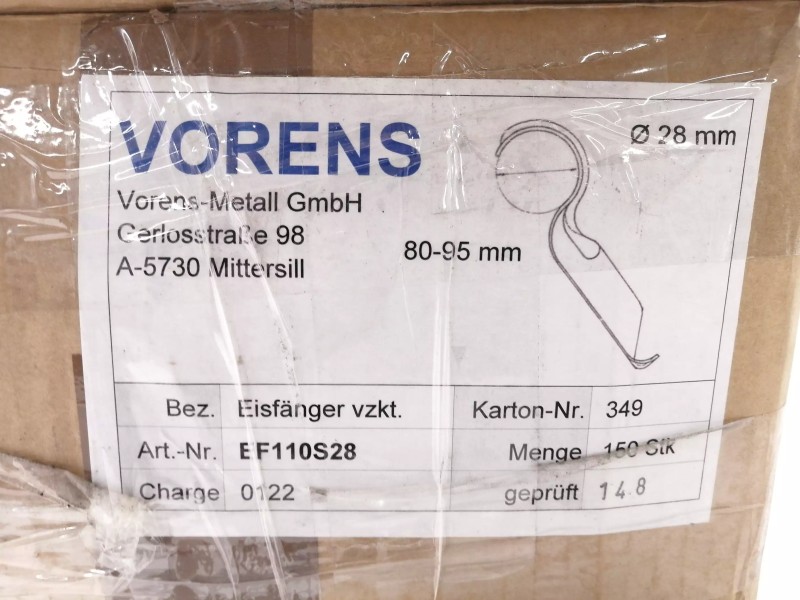 VORENS
Ø 28 mm
Vorens-Metall GmbH
Gerlosstraße 98
A-5730 Mittersill
80-95 mm
Bez. Eisfänger vzkt. Karton-Nr. 349
Art.-Nr. EF110S28 Menge 150 Stk
Charge 0122 geprüft 14.8